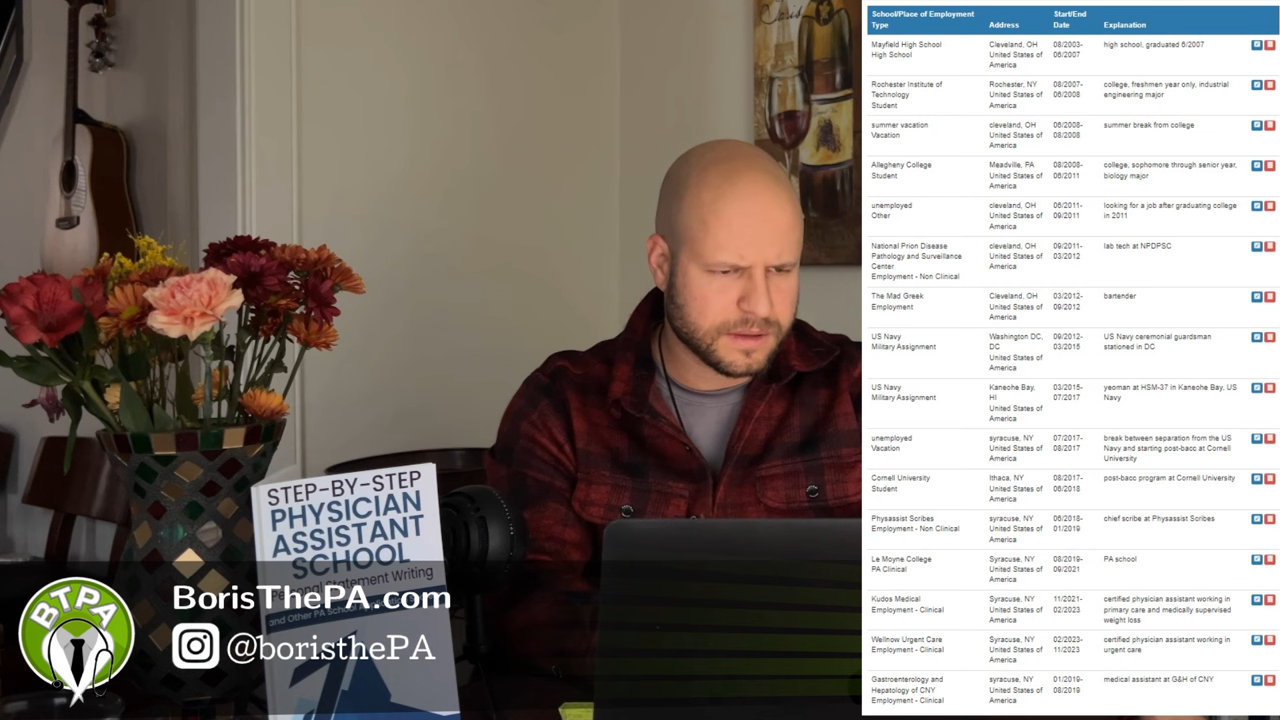 STEP-BY-STEP
PHYSICIAN
ASSISTANT
SCHOOL
Personal Statement Writing
and Other PA School
BTPA
BorisThePA.com
@boristhePA
School/Place of Employment Type | Address | Start/End Date | Explanation
Mayfield High School
High School
Cleveland, OH
United States of
America
08/2003-
06/2007
high school, graduated 6/2007
Rochester Institute of
Technology
Student
Rochester, NY
United States of
America
08/2007-
06/2008
college, freshmen year only, industrial
engineering major
summer vacation
Vacation
cleveland, OH
United States of
America
06/2008-
08/2008
summer break from college
Allegheny College
Student
Meadville, PA
United States of
America
08/2008-
06/2011
college, sophomore through senior year,
biology major
unemployed
Other
cleveland, OH
United States of
America
06/2011-
09/2011
looking for a job after graduating college
in 2011
National Prion Disease
Pathology and Surveillance
Center
Employment - Non Clinical
cleveland, OH
United States of
America
09/2011-
03/2012
lab tech at NPDPSC
The Mad Greek
Employment
Cleveland, OH
United States of
America
03/2012-
09/2012
bartender
US Navy
Military Assignment
Washington DC,
DC
United States of
America
09/2012-
03/2015
US Navy ceremonial guardsman
stationed in DC
US Navy
Military Assignment
Kaneohe Bay,
HI
United States of
America
03/2015-
07/2017
yeoman at HSM-37 in Kaneohe Bay, US
Navy
unemployed
Vacation
syracuse, NY
United States of
America
07/2017-
08/2017
break between separation from the US
Navy and starting post-bacc at Cornell
University
Cornell University
Student
Ithaca, NY
United States of
America
08/2017-
06/2018
post-bacc program at Cornell University
Physassist Scribes
Employment - Non Clinical
syracuse, NY
United States of
America
06/2018-
01/2019
chief scribe at Physassist Scribes
Le Moyne College
PA Clinical
Syracuse, NY
United States of
America
08/2019-
09/2021
PA school
Kudos Medical
Employment - Clinical
Syracuse, NY
United States of
America
11/2021-
02/2023
certified physician assistant working in
primary care and medically supervised
weight loss
Wellnow Urgent Care
Employment - Clinical
Syracuse, NY
United States of
America
02/2023-
11/2023
certified physician assistant working in
urgent care
Gastroenterology and
Hepatology of CNY
Employment - Clinical
syracuse, NY
United States of
America
01/2019-
08/2019
medical assistant at G&H of CNY